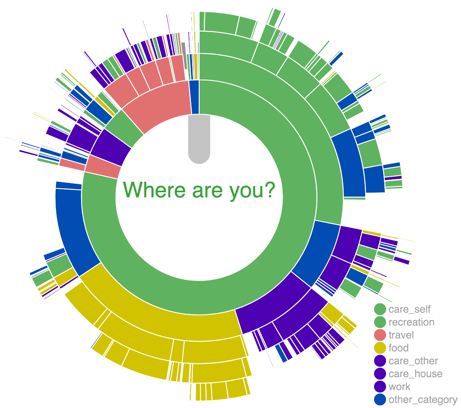 Where are you?
care_self
recreation
travel
food
care_other
care_house
work
other_category